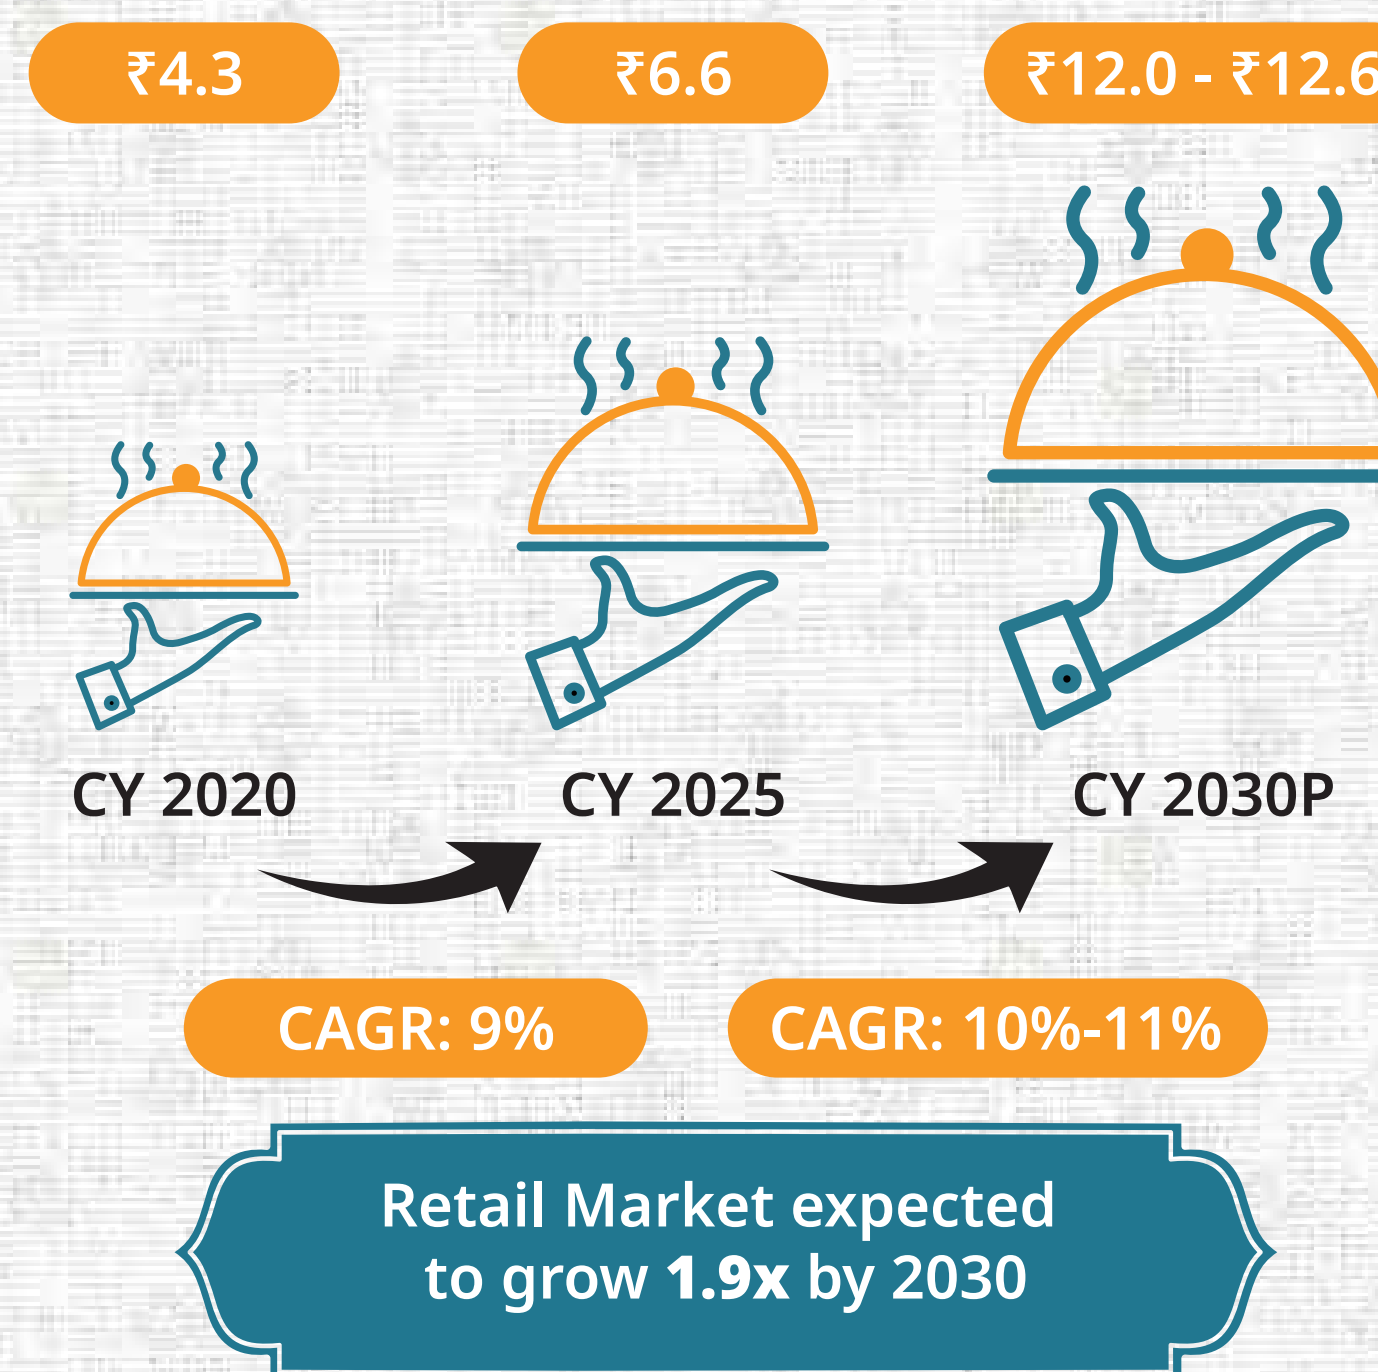 ₹4.3
₹6.6
₹12.0 - ₹12.6
CY 2020
CY 2025
CY 2030P
CAGR: 9%
CAGR: 10%-11%
Retail Market expected
to grow 1.9x by 2030